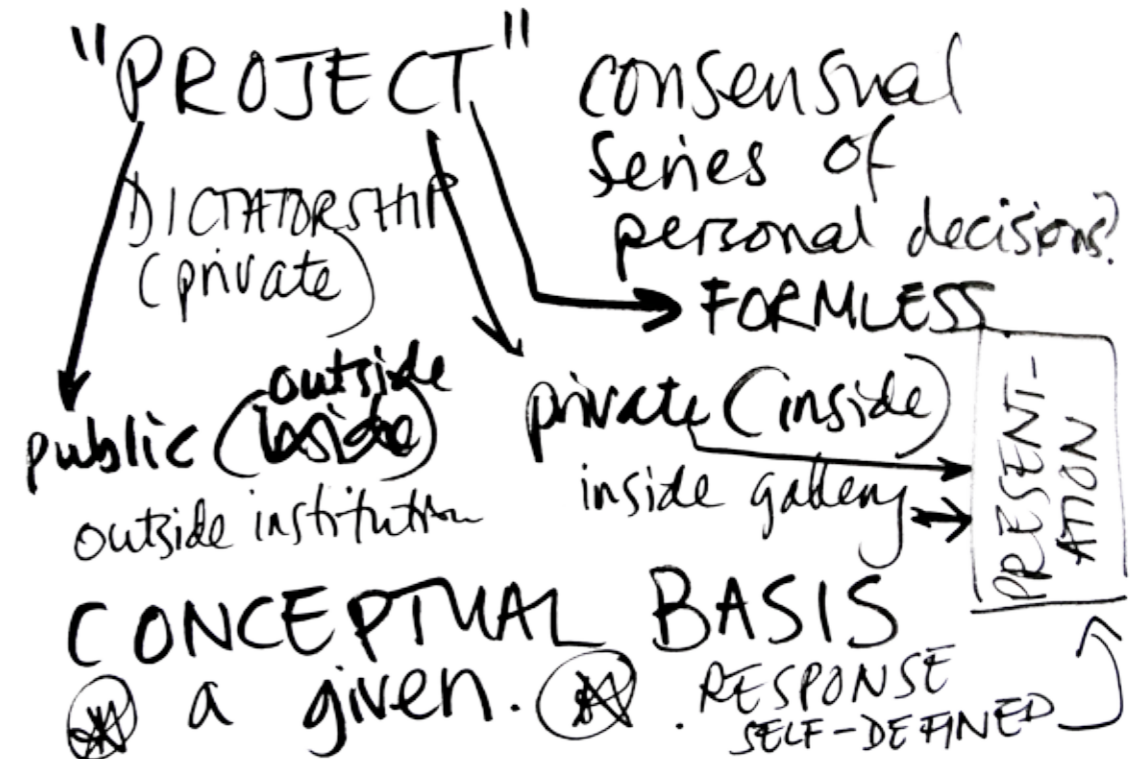 "PROJECT"
consensual
series of
personal decisions?
DICTATORSHIP
(private)
FORMLESS
outside
public (inside)
outside institution
private (inside)
inside gallery
PRESENT-
ATION
CONCEPTUAL BASIS
a given.
. RESPONSE
SELF-DEFINED